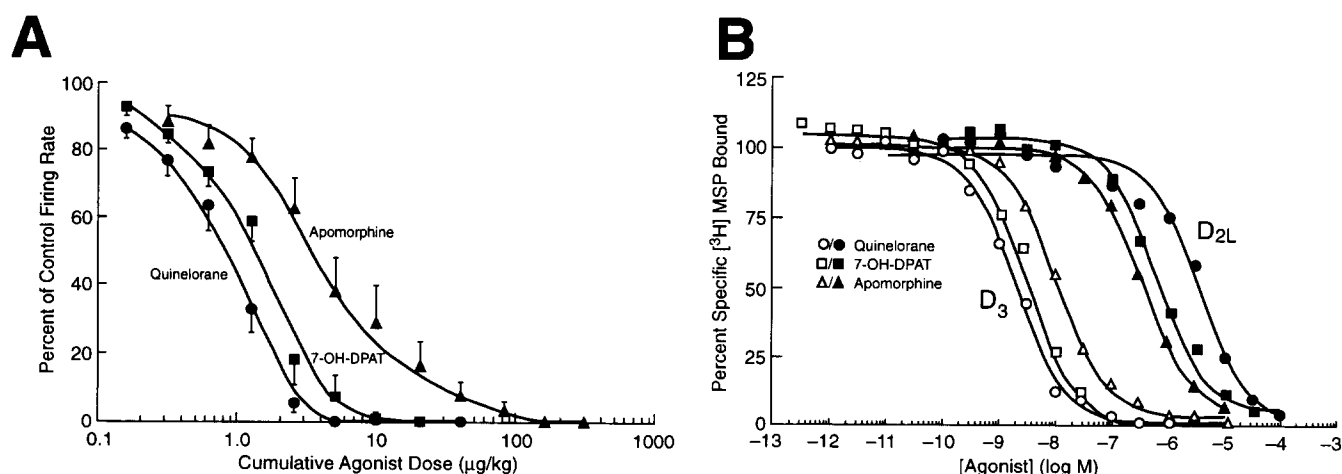 A
Percent of Control Firing Rate
100
80
60
40
20
0
Apomorphine
Quinelorane
7-OH-DPAT
0.1
1.0
10
100
1000
Cumulative Agonist Dose (μg/kg)
B
Percent Specific [³H] MSP Bound
125
100
75
50
25
0
D₂L
Quinelorane
7-OH-DPAT
Apomorphine
D₃
−13
−12
−11
−10
−9
−8
−7
−6
−5
−4
−3
[Agonist] (log M)